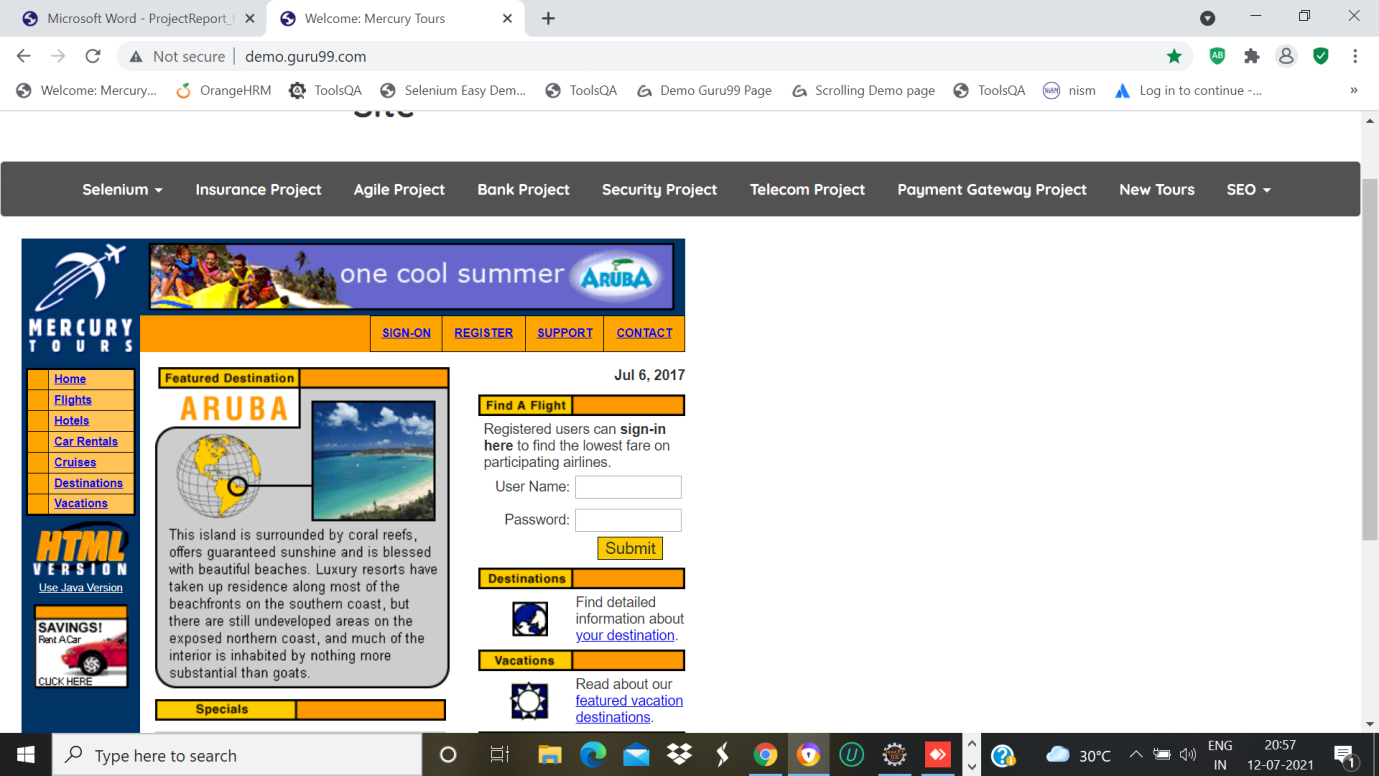 Microsoft Word - ProjectReport_
Welcome: Mercury Tours
Not secure
demo.guru99.com
AB
Welcome: Mercury...
OrangeHRM
ToolsQA
Selenium Easy Dem...
ToolsQA
Demo Guru99 Page
Scrolling Demo page
ToolsQA
nism
Log in to continue -...
»
Site
Selenium
Insurance Project
Agile Project
Bank Project
Security Project
Telecom Project
Payment Gateway Project
New Tours
SEO
MERCURY
TOURS
one cool summer
ARUBA
SIGN-ON
REGISTER
SUPPORT
CONTACT
Home
Flights
Hotels
Car Rentals
Cruises
Destinations
Vacations
HTML
VERSION
Use Java Version
SAVINGS!
Rent A Car
CLICK HERE
Featured Destination
ARUBA
This island is surrounded by coral reefs,
offers guaranteed sunshine and is blessed
with beautiful beaches. Luxury resorts have
taken up residence along most of the
beachfronts on the southern coast, but
there are still undeveloped areas on the
exposed northern coast, and much of the
interior is inhabited by nothing more
substantial than goats.
Specials
Jul 6, 2017
Find A Flight
Registered users can sign-in
here to find the lowest fare on
participating airlines.
User Name:
Password:
Submit
Destinations
Find detailed
information about
your destination.
Vacations
Read about our
featured vacation
destinations.
Type here to search
30°C
ENG
IN
20:57
12-07-2021
1